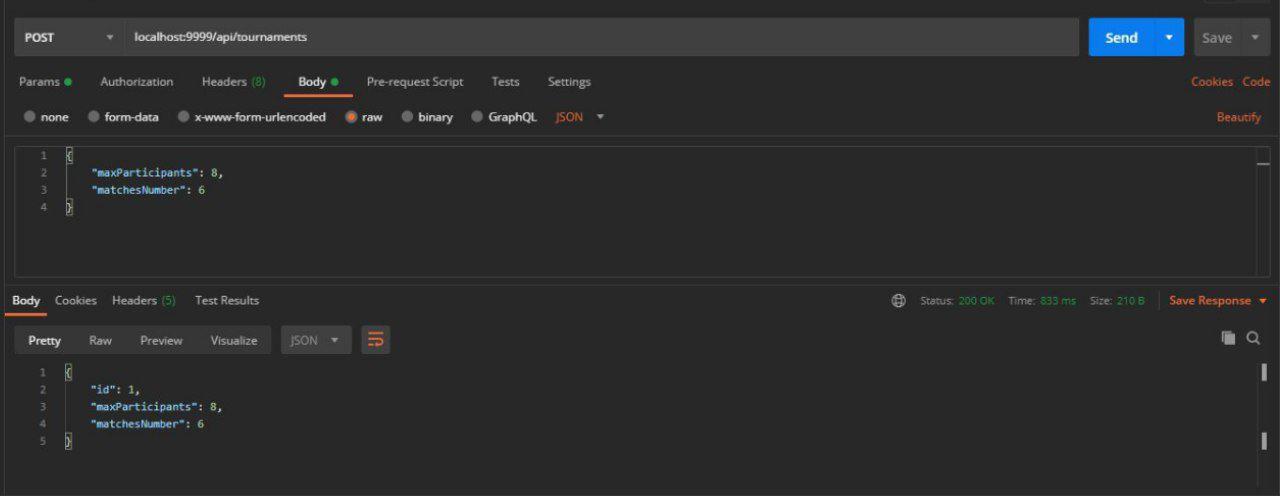 POST localhost:9999/api/tournaments Send Save
Params Authorization Headers (8) Body Pre-request Script Tests Settings Cookies Code
none form-data x-www-form-urlencoded raw binary GraphQL JSON Beautify
1 {
2 "maxParticipants": 8,
3 "matchesNumber": 6
4 }
Body Cookies Headers (5) Test Results Status: 200 OK Time: 833 ms Size: 210 B Save Response
Pretty Raw Preview Visualize JSON
1 {
2 "id": 1,
3 "maxParticipants": 8,
4 "matchesNumber": 6
5 }